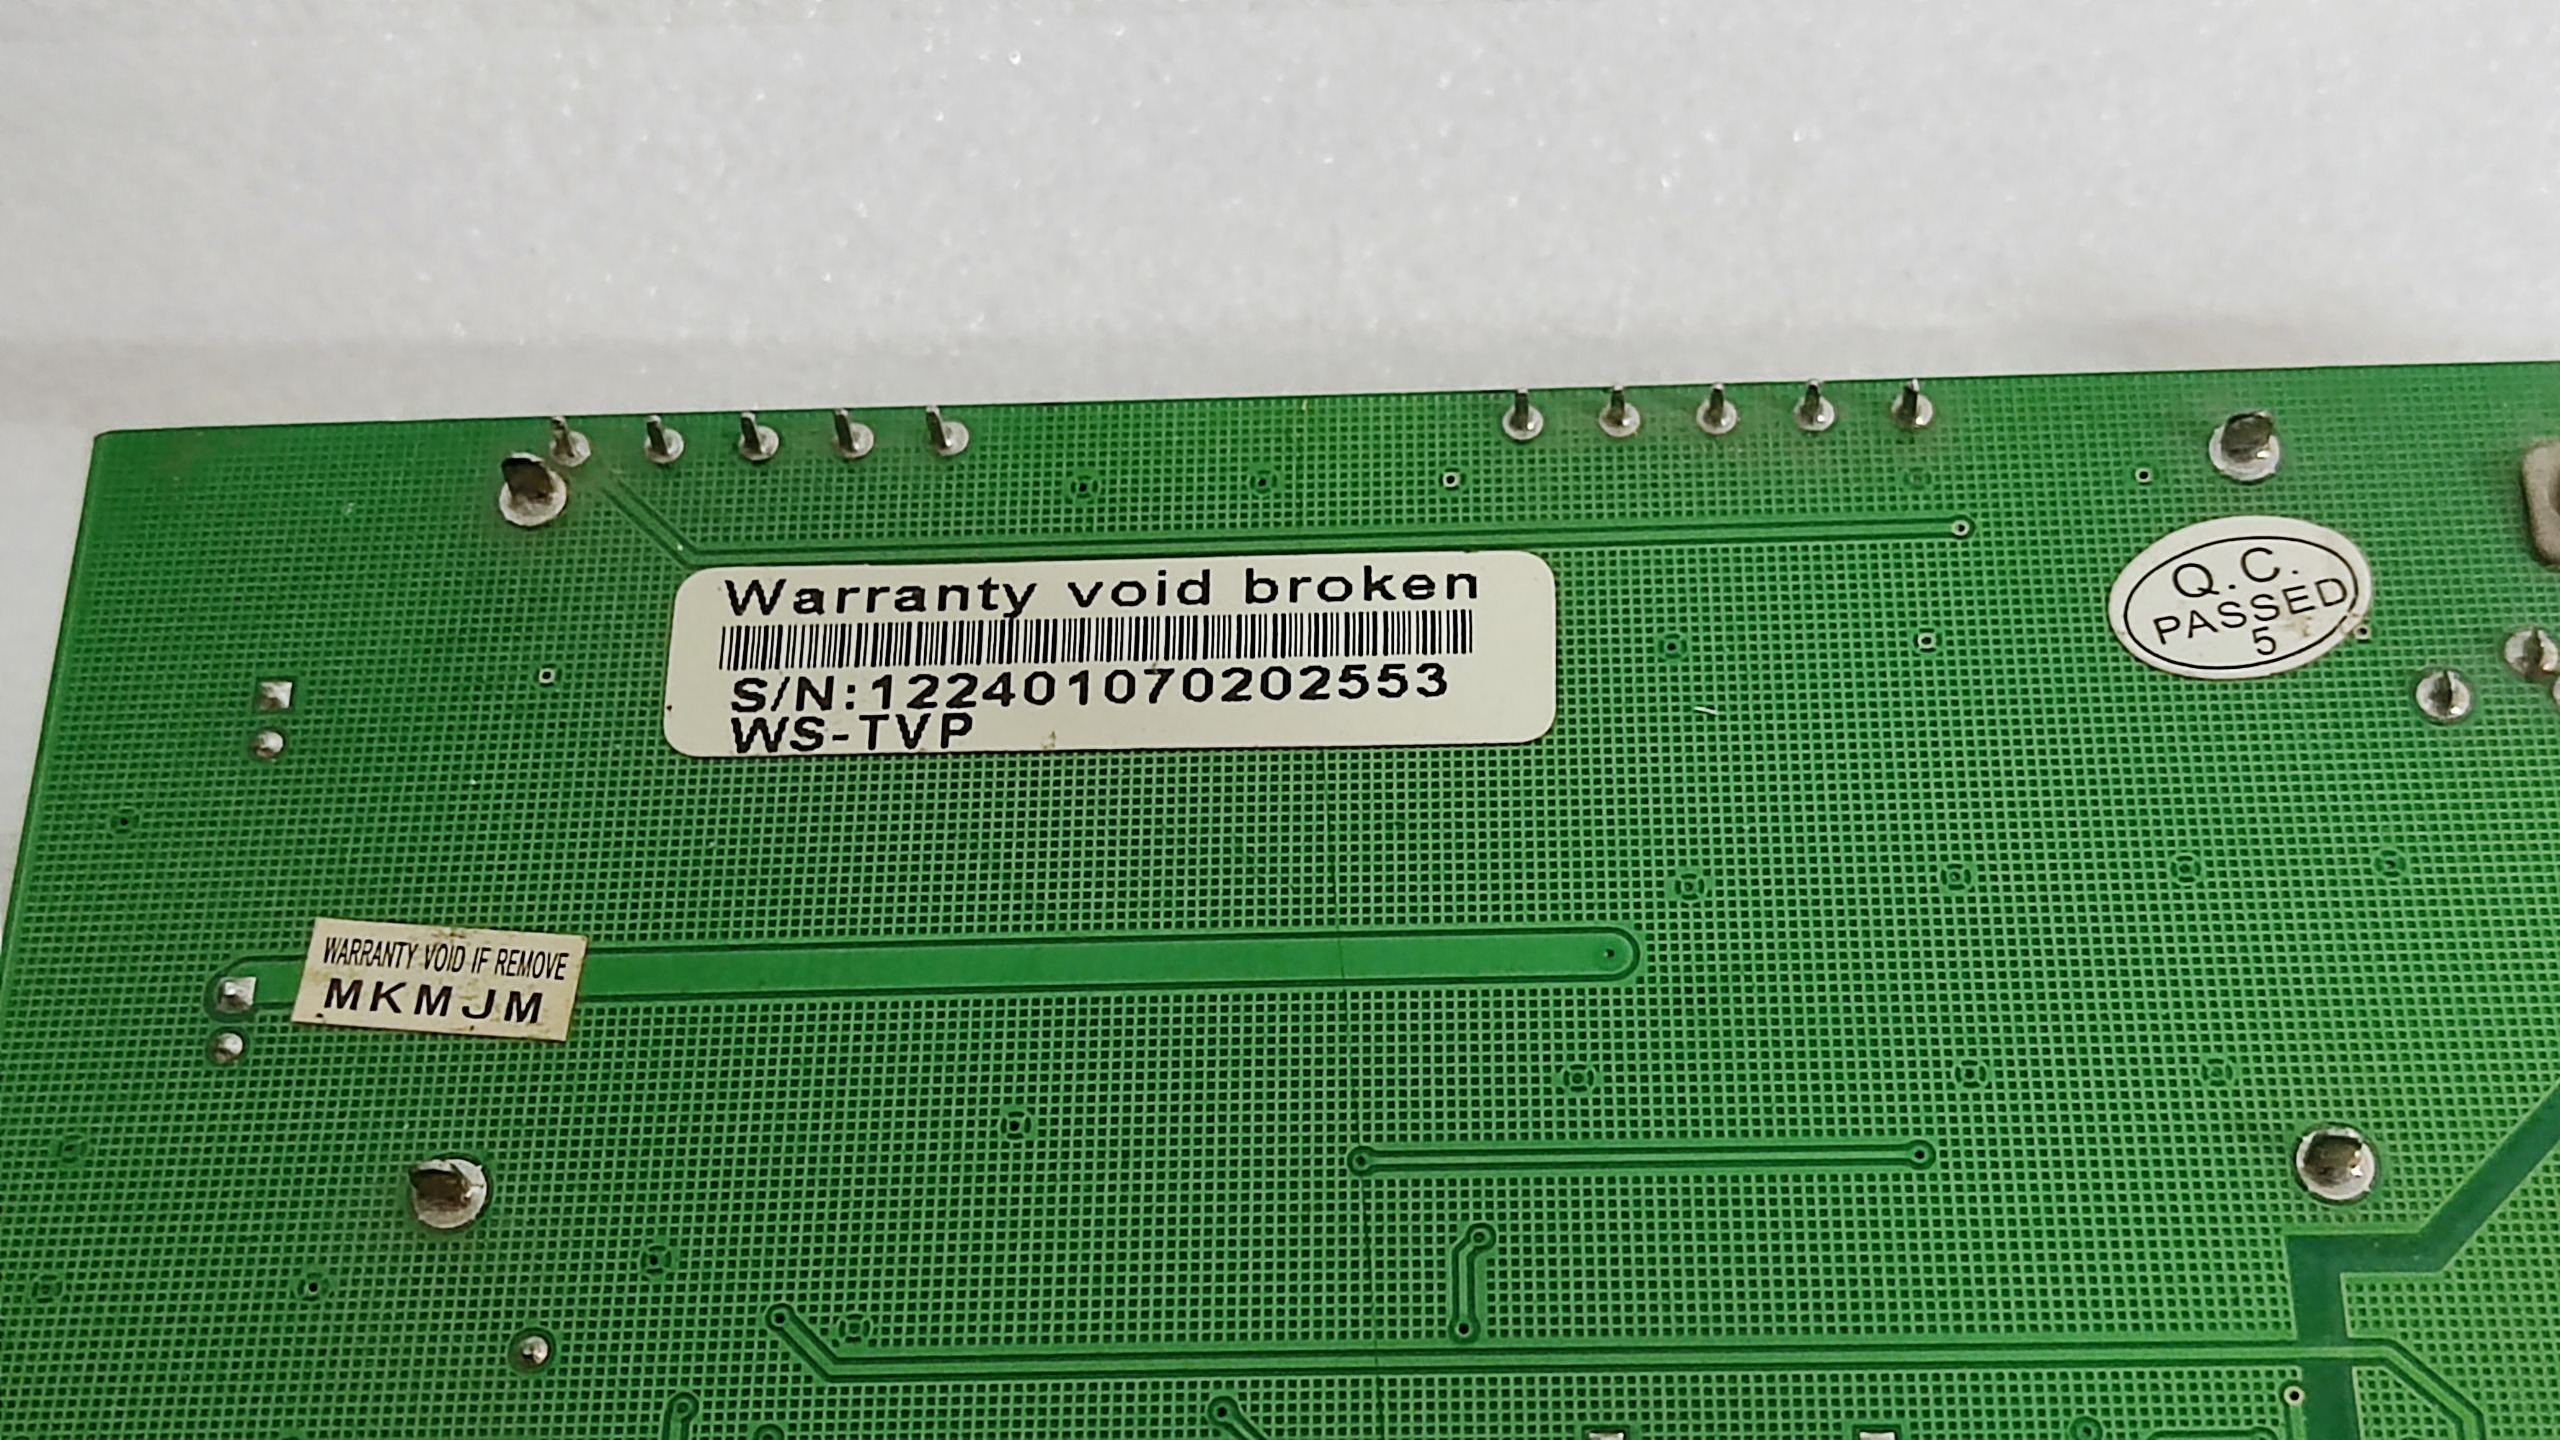 Warranty void broken
S/N:122401070202553
WS-TVP
Q.C.
PASSED
5
WARRANTY VOID IF REMOVE
MKMJM